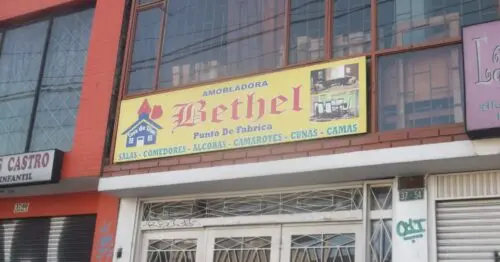 AMOBLADORA
Bethel
Punto De Fabrica
SALAS - COMEDORES - ALCOBAS - CAMAROTES - CUNAS - CAMAS
CASTRO
INFANTIL